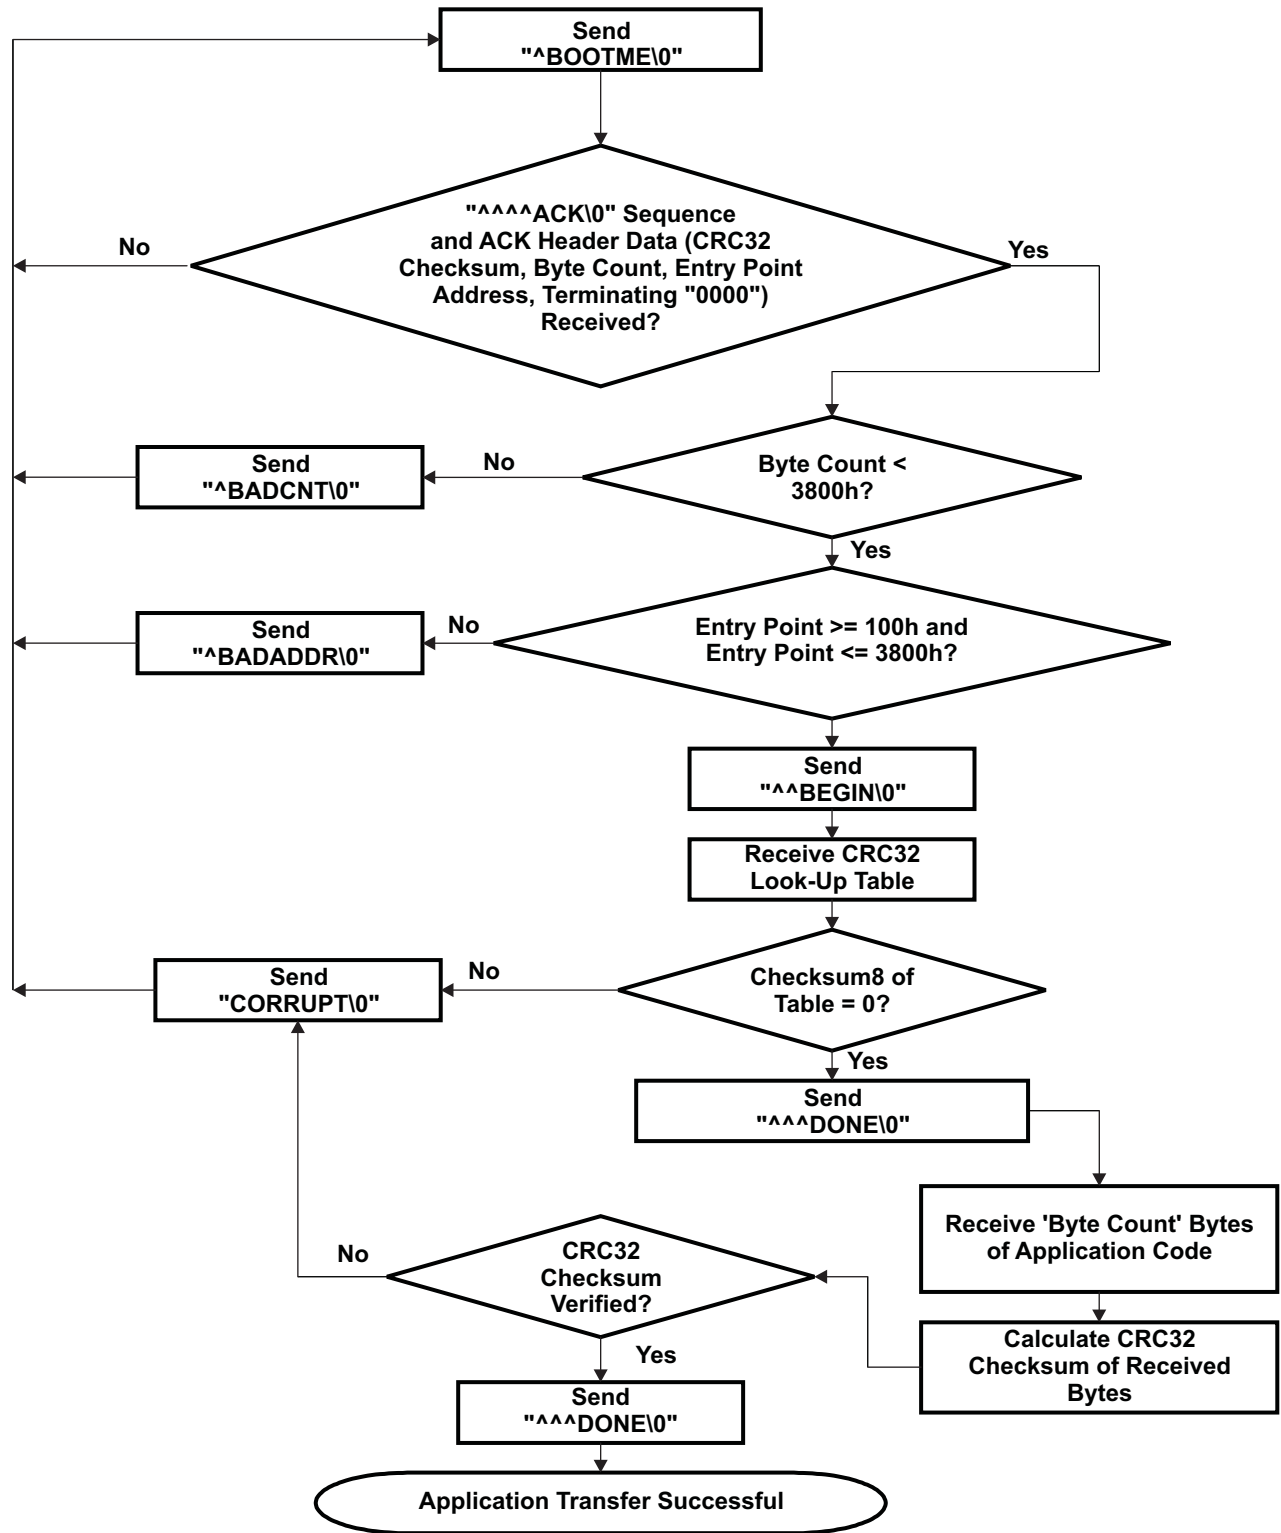 Send
"^BOOTME\0"
"^^^^ACK\0" Sequence
and ACK Header Data (CRC32
Checksum, Byte Count, Entry Point
Address, Terminating "0000")
Received?
No
Yes
Byte Count <
3800h?
No
Send
"^BADCNT\0"
Yes
Entry Point >= 100h and
Entry Point <= 3800h?
No
Send
"^BADADDR\0"
Send
"^^BEGIN\0"
Receive CRC32
Look-Up Table
Checksum8 of
Table = 0?
No
Send
"CORRUPT\0"
Yes
Send
"^^^DONE\0"
Receive 'Byte Count' Bytes
of Application Code
Calculate CRC32
Checksum of Received
Bytes
CRC32
Checksum
Verified?
No
Yes
Send
"^^^DONE\0"
Application Transfer Successful